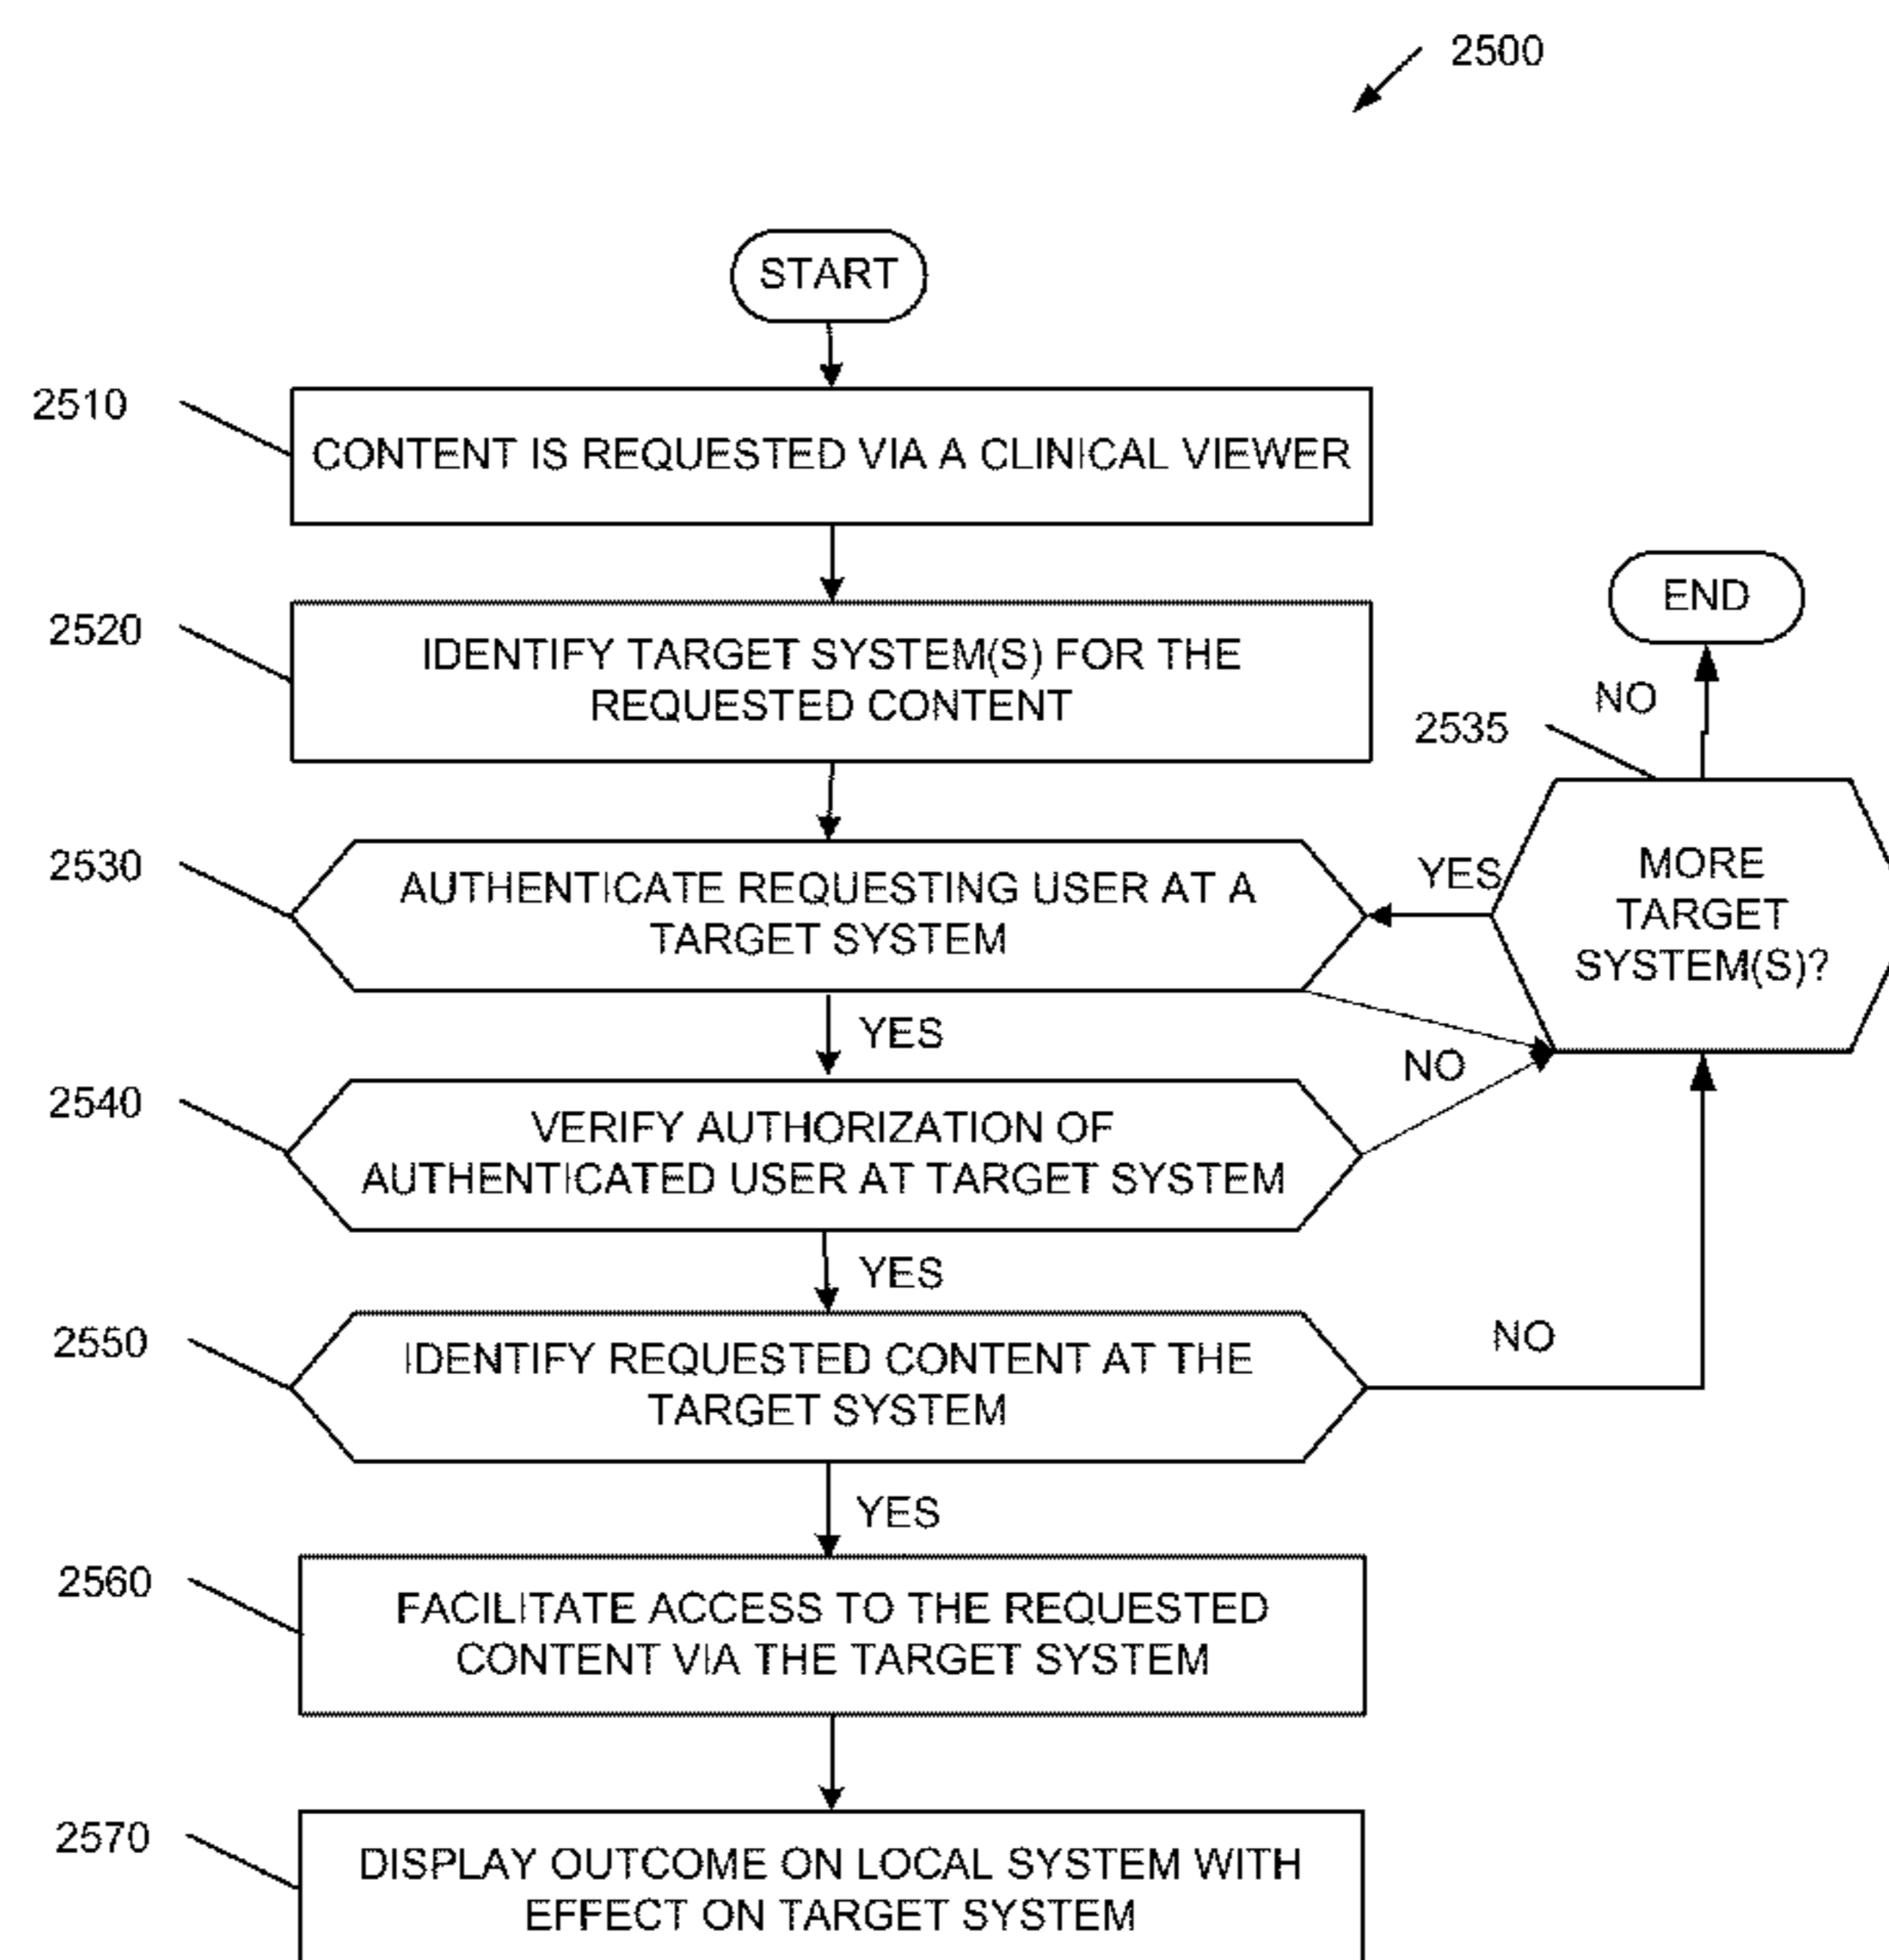 2500
START
2510
CONTENT IS REQUESTED VIA A CLINICAL VIEWER
2520
IDENTIFY TARGET SYSTEM(S) FOR THE
REQUESTED CONTENT
END
NO
2535
2530
AUTHENTICATE REQUESTING USER AT A
TARGET SYSTEM
YES
MORE
TARGET
SYSTEM(S)?
YES
NO
2540
VERIFY AUTHORIZATION OF
AUTHENTICATED USER AT TARGET SYSTEM
YES
2550
IDENTIFY REQUESTED CONTENT AT THE
TARGET SYSTEM
NO
YES
2560
FACILITATE ACCESS TO THE REQUESTED
CONTENT VIA THE TARGET SYSTEM
2570
DISPLAY OUTCOME ON LOCAL SYSTEM WITH
EFFECT ON TARGET SYSTEM